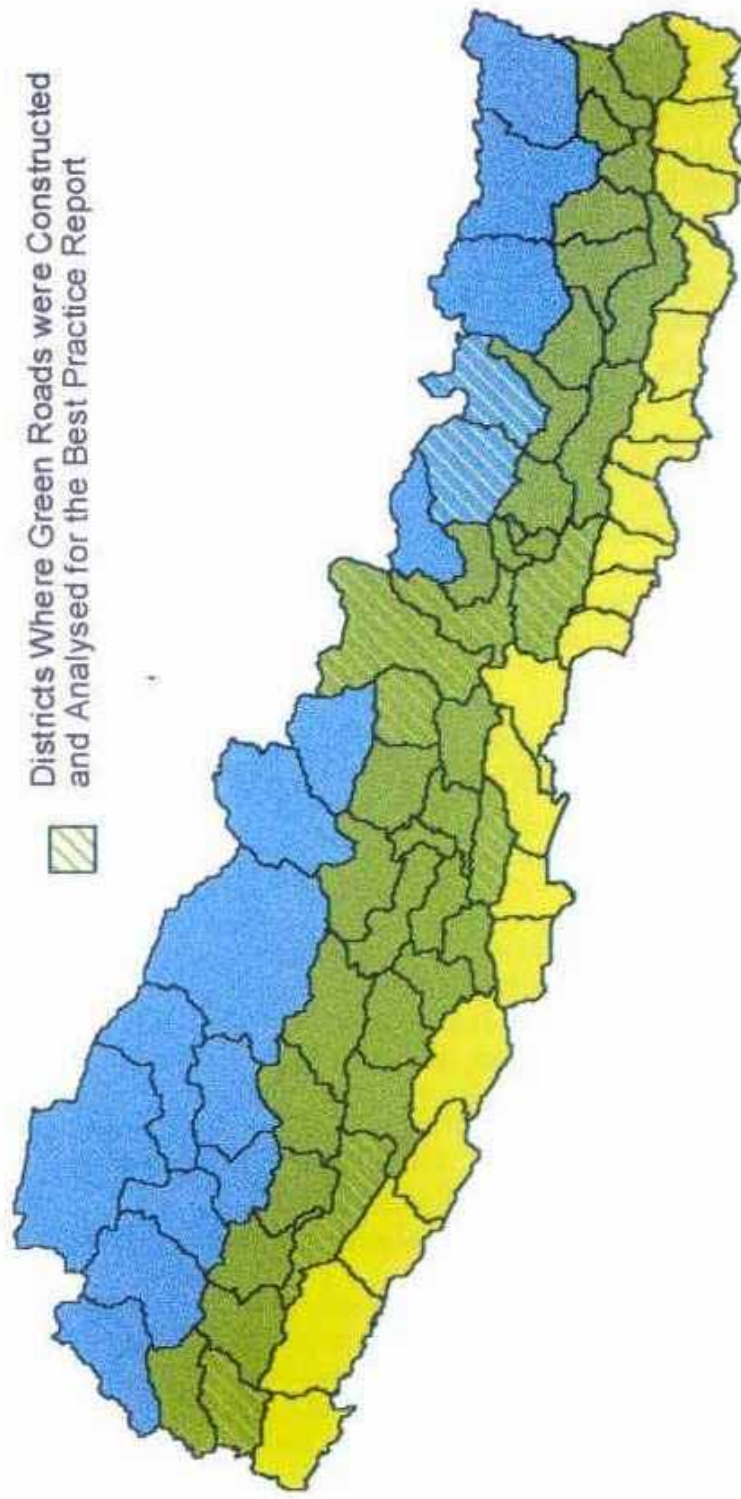 Districts Where Green Roads were Constructed
and Analysed for the Best Practice Report